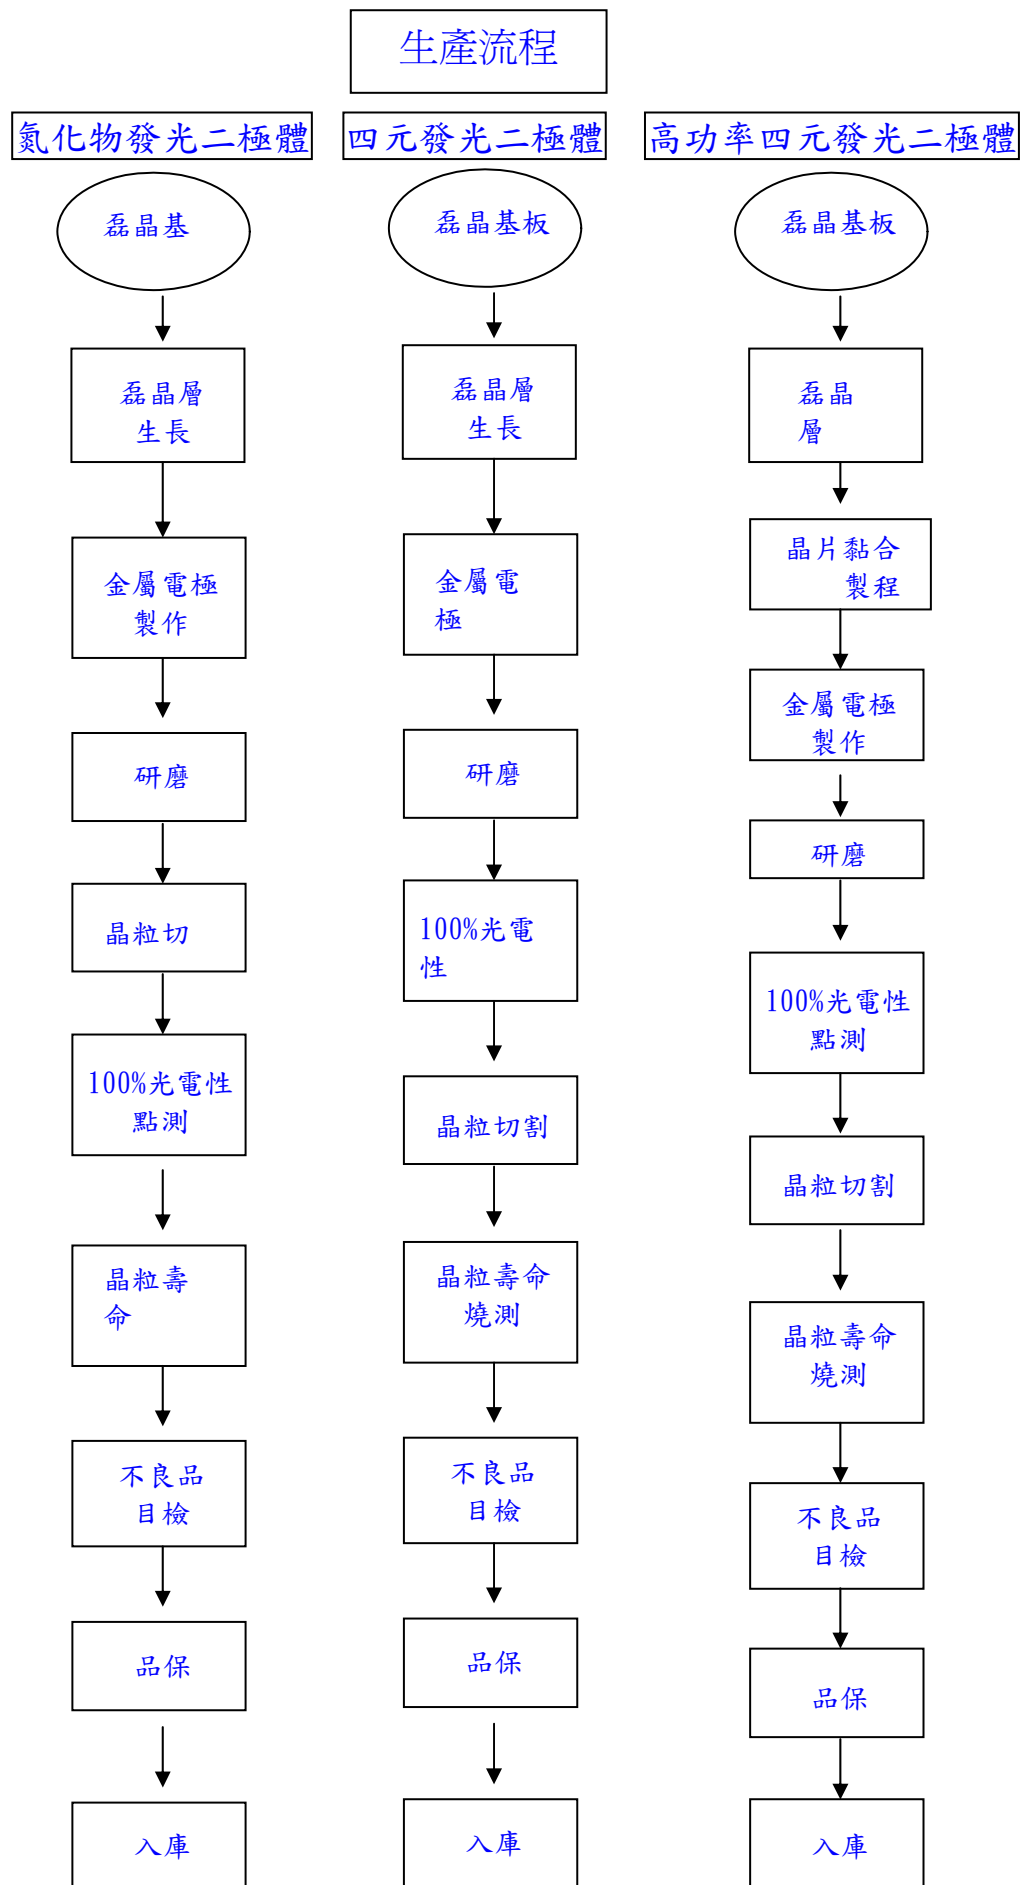 生產流程
氮化物發光二極體
四元發光二極體
高功率四元發光二極體
磊晶基
磊晶層
生長
金屬電極
製作
研磨
晶粒切
100%光電性
點測
晶粒壽
命
不良品
目檢
品保
入庫
磊晶基板
磊晶層
生長
金屬電
極
研磨
100%光電
性
晶粒切割
晶粒壽命
燒測
不良品
目檢
品保
入庫
磊晶基板
磊晶
層
晶片黏合
製程
金屬電極
製作
研磨
100%光電性
點測
晶粒切割
晶粒壽命
燒測
不良品
目檢
品保
入庫